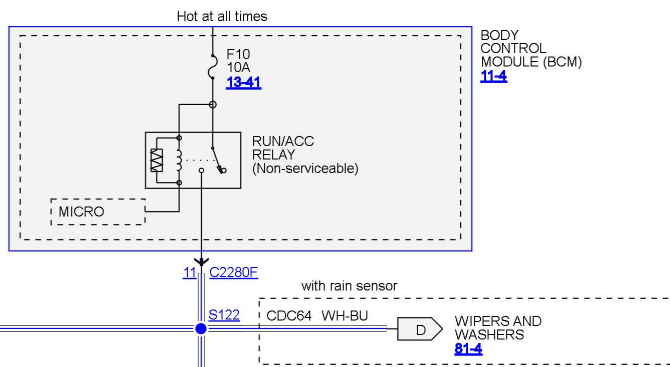 Hot at all times
F10
10A
13-41
BODY
CONTROL
MODULE (BCM)
11-4
RUN/ACC
RELAY
(Non-serviceable)
MICRO
11 C2280F
with rain sensor
S122 CDC64 WH-BU
D
WIPERS AND
WASHERS
81-4